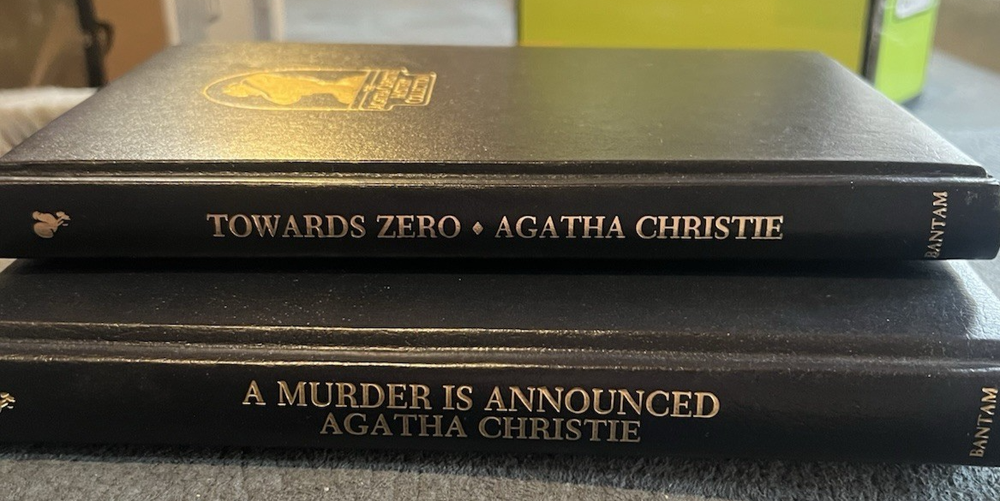 TOWARDS ZERO ♦ AGATHA CHRISTIE
BANTAM
A MURDER IS ANNOUNCED
AGATHA CHRISTIE
BANTAM